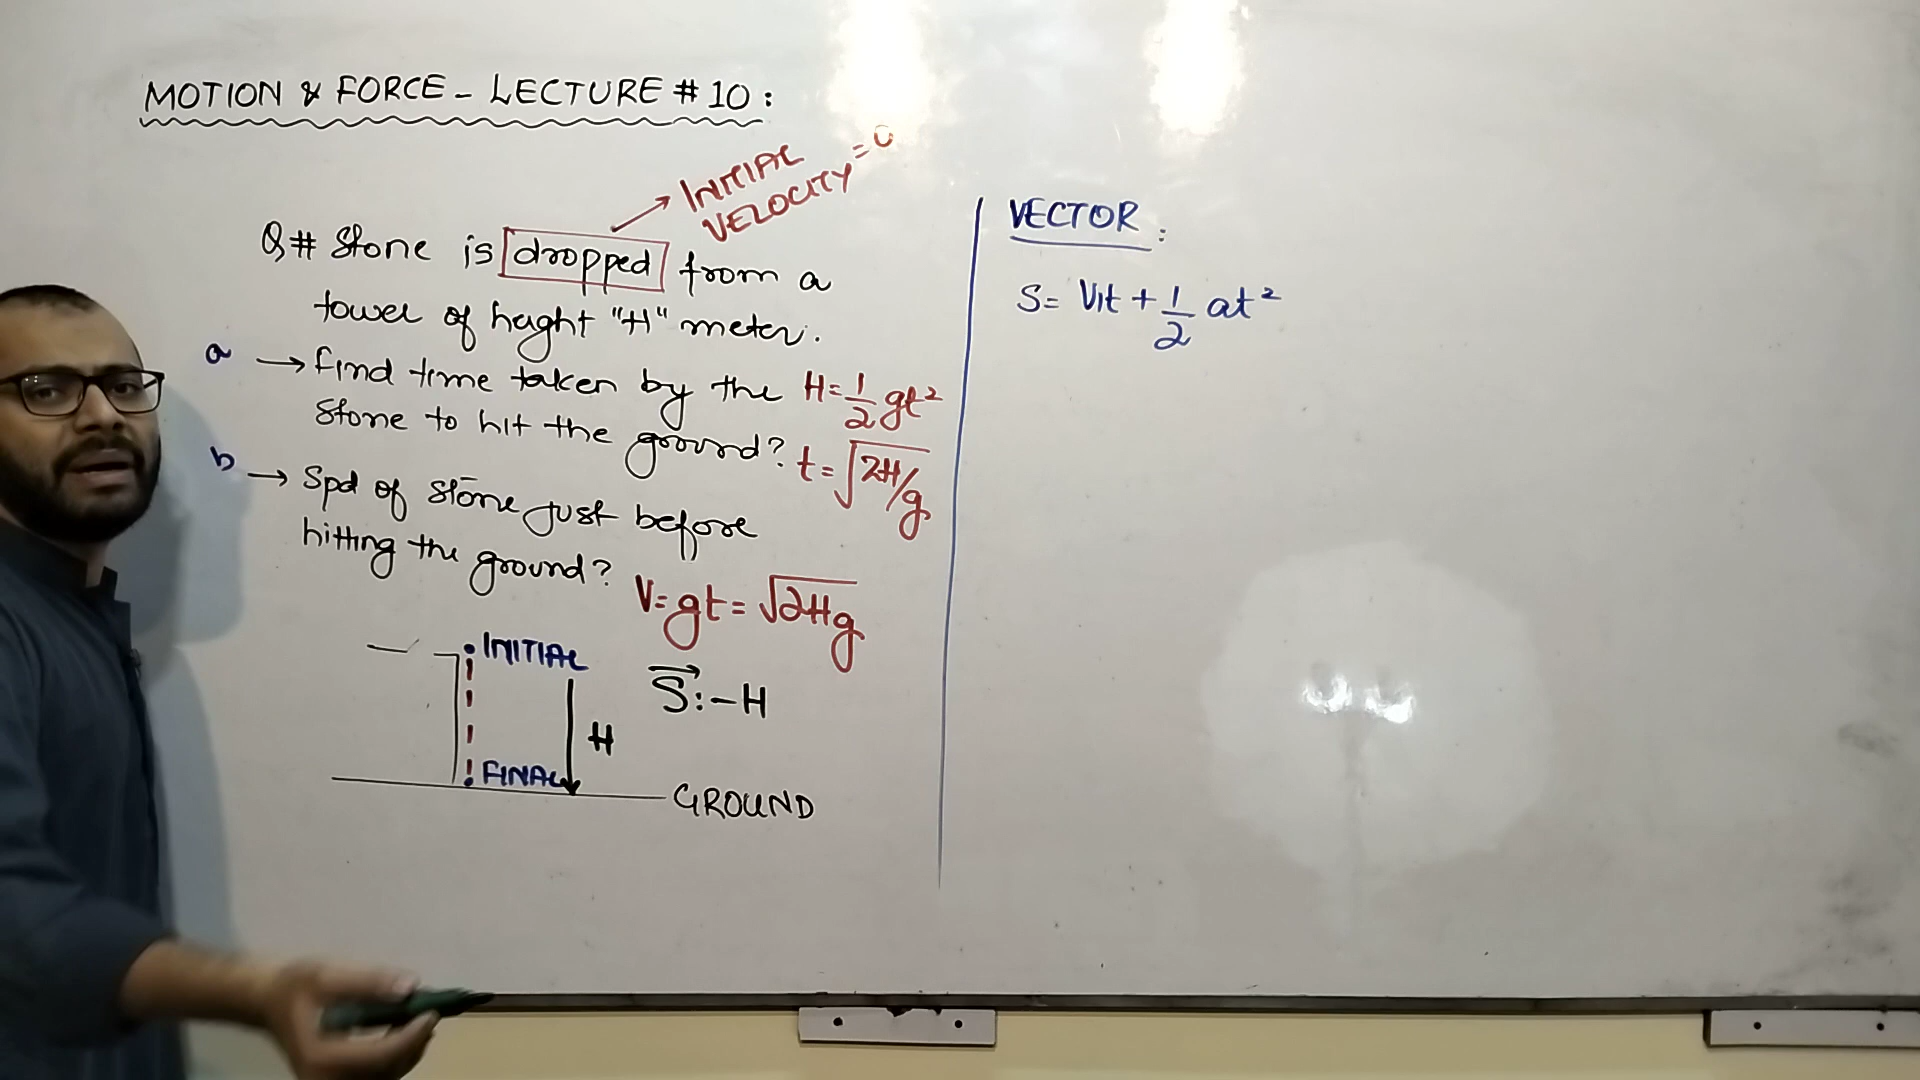 MOTION & FORCE - LECTURE # 10 :
INITIAL
VELOCITY = 0
Q# Stone is dropped from a
tower of height "H" meter.
a → Find time taken by the
stone to hit the ground?
H = 1/2 gt²
t = √2H/g
b → Spd of stone just before
hitting the ground?
V = gt = √2Hg
INITIAL
S⃗ : -H
H
FINAL
GROUND
VECTOR :
S = V₁t + 1/2 at²